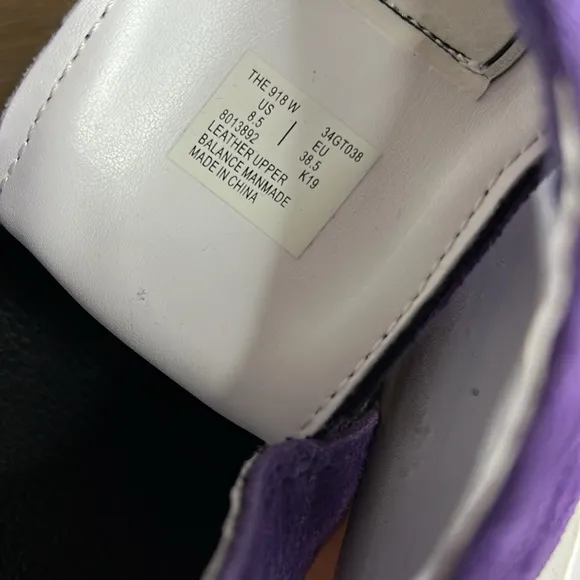 THE 918 W 34GT038
US | EU
8.5 38.5
8013892 K19
LEATHER UPPER
BALANCE MANMADE
MADE IN CHINA